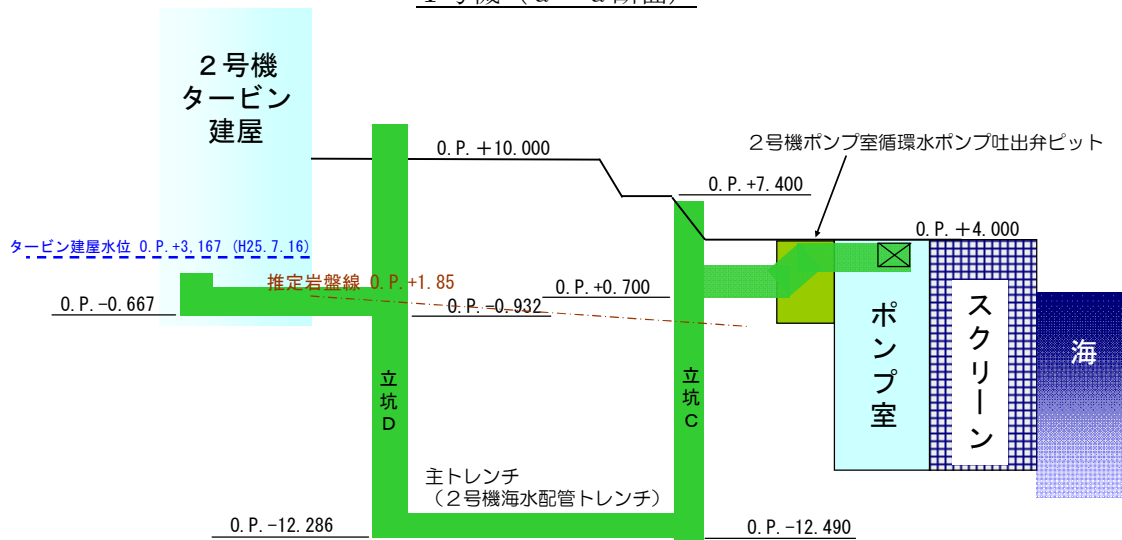 ２号機
タービン
建屋
O.P.＋10.000
２号機ポンプ室循環水ポンプ吐出弁ピット
O.P.+7.400
O.P.＋4.000
タービン建屋水位 O.P.+3,167 (H25.7.16)
推定岩盤線 O.P.+1.85
O.P.+0.700
O.P.-0.667
O.P.-0.932
ポンプ室
スクリーン
海
立坑D
立坑C
主トレンチ
（２号機海水配管トレンチ）
O.P.-12.286
O.P.-12.490